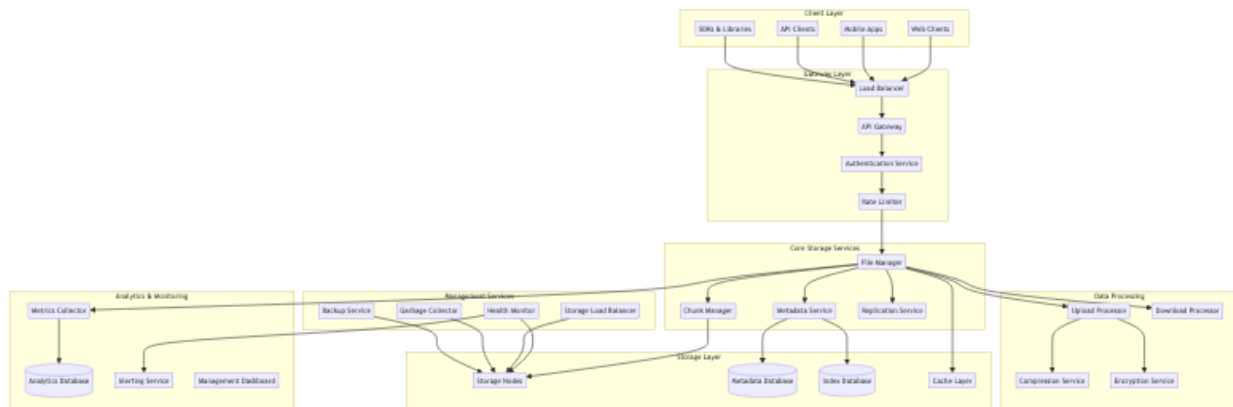 Client Layer
SDKs & Libraries
API Clients
Mobile Apps
Web Clients
Gateway Layer
Load Balancer
API Gateway
Authentication Service
Rate Limiter
Core Storage Services
File Manager
Analytics & Monitoring
Management Services
Data Processing
Metrics Collector
Backup Service
Garbage Collector
Health Monitor
Storage Load Balancer
Chunk Manager
Metadata Service
Replication Service
Upload Processor
Download Processor
Storage Layer
Analytics Database
Alerting Service
Management Dashboard
Storage Nodes
Metadata Database
Index Database
Cache Layer
Compression Service
Encryption Service